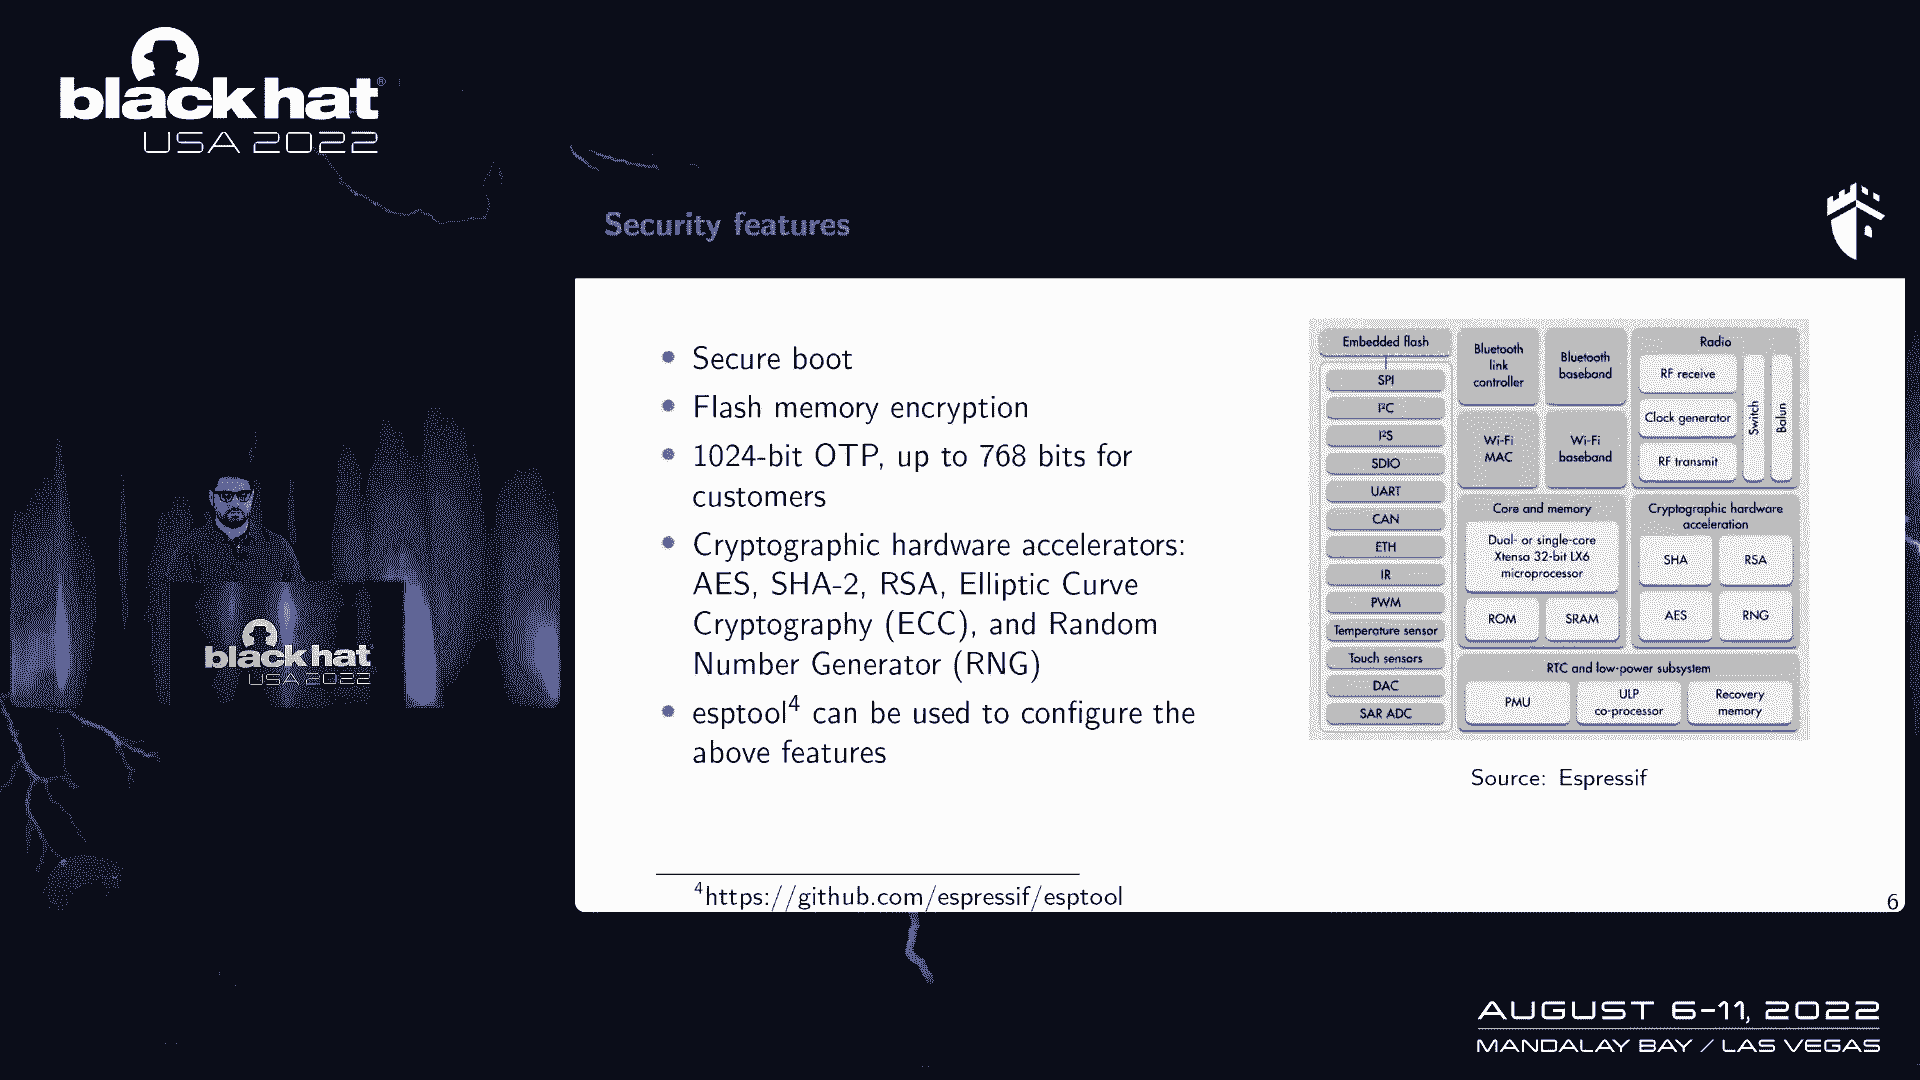 black hat®
USA 2022
Security features
Secure boot
Flash memory encryption
1024-bit OTP, up to 768 bits for
customers
Cryptographic hardware accelerators:
AES, SHA-2, RSA, Elliptic Curve
Cryptography (ECC), and Random
Number Generator (RNG)
esptool4 can be used to configure the
above features
4https://github.com/espressif/esptool
Embedded flash
SPI
I²C
I²S
SDIO
UART
CAN
ETH
IR
PWM
Temperature sensor
Touch sensors
DAC
SAR ADC
Bluetooth
link
controller
Bluetooth
baseband
Wi-Fi
MAC
Wi-Fi
baseband
Radio
RF receive
Clock generator
RF transmit
Switch
Balun
Core and memory
Dual- or single-core
Xtensa 32-bit LX6
microprocessor
ROM
SRAM
Cryptographic hardware
acceleration
SHA
RSA
AES
RNG
RTC and low-power subsystem
PMU
ULP
co-processor
Recovery
memory
Source: Espressif
6
black hat
USA 2022
AUGUST 6-11, 2022
MANDALAY BAY / LAS VEGAS